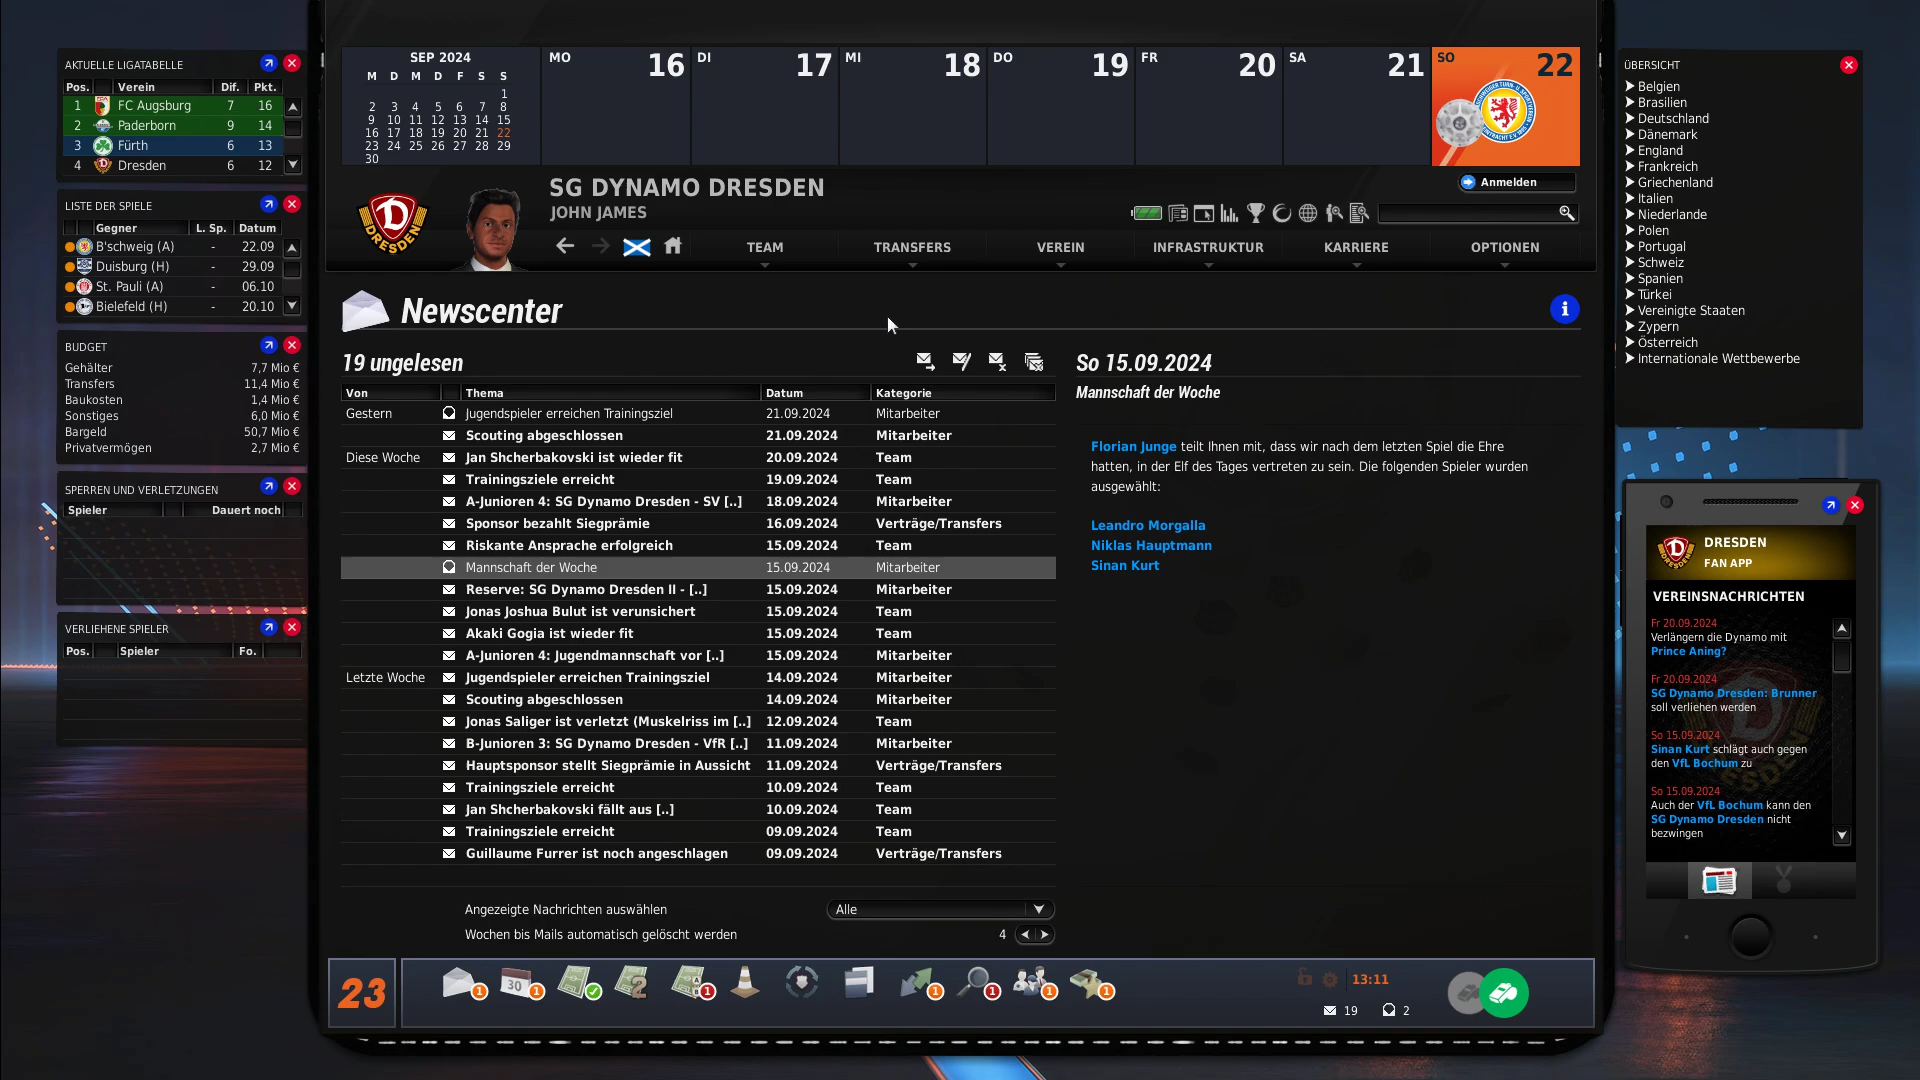 AKTUELLE LIGATABELLE
Pos. Verein Dif. Pkt.
1 FC Augsburg 7 16
2 Paderborn 9 14
3 Fürth 6 13
4 Dresden 6 12
LISTE DER SPIELE
Gegner L. Sp. Datum
B'schweig (A) - 22.09
Duisburg (H) - 29.09
St. Pauli (A) - 06.10
Bielefeld (H) - 20.10
BUDGET
Gehälter 7,7 Mio €
Transfers 11,4 Mio €
Baukosten 1,4 Mio €
Sonstiges 6,0 Mio €
Bargeld 50,7 Mio €
Privatvermögen 2,7 Mio €
SPERREN UND VERLETZUNGEN
Spieler Dauert noch
VERLIEHENE SPIELER
Pos. Spieler Fo.
SEP 2024
M D M D F S S
1
2 3 4 5 6 7 8
9 10 11 12 13 14 15
16 17 18 19 20 21 22
23 24 25 26 27 28 29
30
MO 16 DI 17 MI 18 DO 19 FR 20 SA 21 SO 22
SG DYNAMO DRESDEN
JOHN JAMES
Anmelden
TEAM TRANSFERS VEREIN INFRASTRUKTUR KARRIERE OPTIONEN
Newscenter
19 ungelesen
Von Thema Datum Kategorie
Gestern Jugendspieler erreichen Trainingsziel 21.09.2024 Mitarbeiter
Scouting abgeschlossen 21.09.2024 Mitarbeiter
Diese Woche Jan Shcherbakovski ist wieder fit 20.09.2024 Team
Trainingsziele erreicht 19.09.2024 Team
A-Junioren 4: SG Dynamo Dresden - SV [..] 18.09.2024 Mitarbeiter
Sponsor bezahlt Siegprämie 16.09.2024 Verträge/Transfers
Riskante Ansprache erfolgreich 15.09.2024 Team
Mannschaft der Woche 15.09.2024 Mitarbeiter
Reserve: SG Dynamo Dresden II - [..] 15.09.2024 Mitarbeiter
Jonas Joshua Bulut ist verunsichert 15.09.2024 Team
Akaki Gogia ist wieder fit 15.09.2024 Team
A-Junioren 4: Jugendmannschaft vor [..] 15.09.2024 Mitarbeiter
Letzte Woche Jugendspieler erreichen Trainingsziel 14.09.2024 Mitarbeiter
Scouting abgeschlossen 14.09.2024 Mitarbeiter
Jonas Saliger ist verletzt (Muskelriss im [..] 12.09.2024 Team
B-Junioren 3: SG Dynamo Dresden - VfR [..] 11.09.2024 Mitarbeiter
Hauptsponsor stellt Siegprämie in Aussicht 11.09.2024 Verträge/Transfers
Trainingsziele erreicht 10.09.2024 Team
Jan Shcherbakovski fällt aus [..] 10.09.2024 Team
Trainingsziele erreicht 09.09.2024 Team
Guillaume Furrer ist noch angeschlagen 09.09.2024 Verträge/Transfers
Angezeigte Nachrichten auswählen Alle
Wochen bis Mails automatisch gelöscht werden 4
So 15.09.2024
Mannschaft der Woche
Florian Junge teilt Ihnen mit, dass wir nach dem letzten Spiel die Ehre
hatten, in der Elf des Tages vertreten zu sein. Die folgenden Spieler wurden
ausgewählt:
Leandro Morgalla
Niklas Hauptmann
Sinan Kurt
23
30
1 1 2 1 1 1 1 1
13:11
19 2
ÜBERSICHT
Belgien
Brasilien
Deutschland
Dänemark
England
Frankreich
Griechenland
Italien
Niederlande
Polen
Portugal
Schweiz
Spanien
Türkei
Vereinigte Staaten
Zypern
Österreich
Internationale Wettbewerbe
DRESDEN
FAN APP
VEREINSNACHRICHTEN
Fr 20.09.2024
Verlängern die Dynamo mit
Prince Aning?
Fr 20.09.2024
SG Dynamo Dresden: Brunner
soll verliehen werden
So 15.09.2024
Sinan Kurt schlägt auch gegen
den VfL Bochum zu
So 15.09.2024
Auch der VfL Bochum kann den
SG Dynamo Dresden nicht
bezwingen